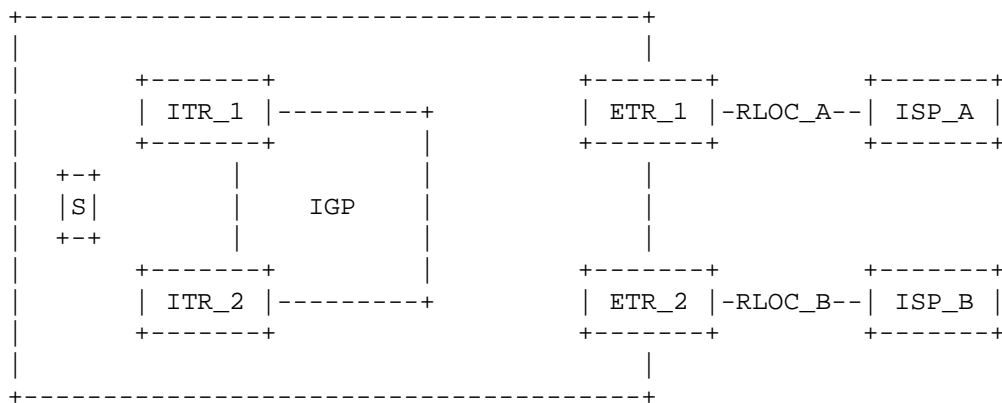 ITR_1 ETR_1 -RLOC_A-- ISP_A
S IGP
ITR_2 ETR_2 -RLOC_B-- ISP_B